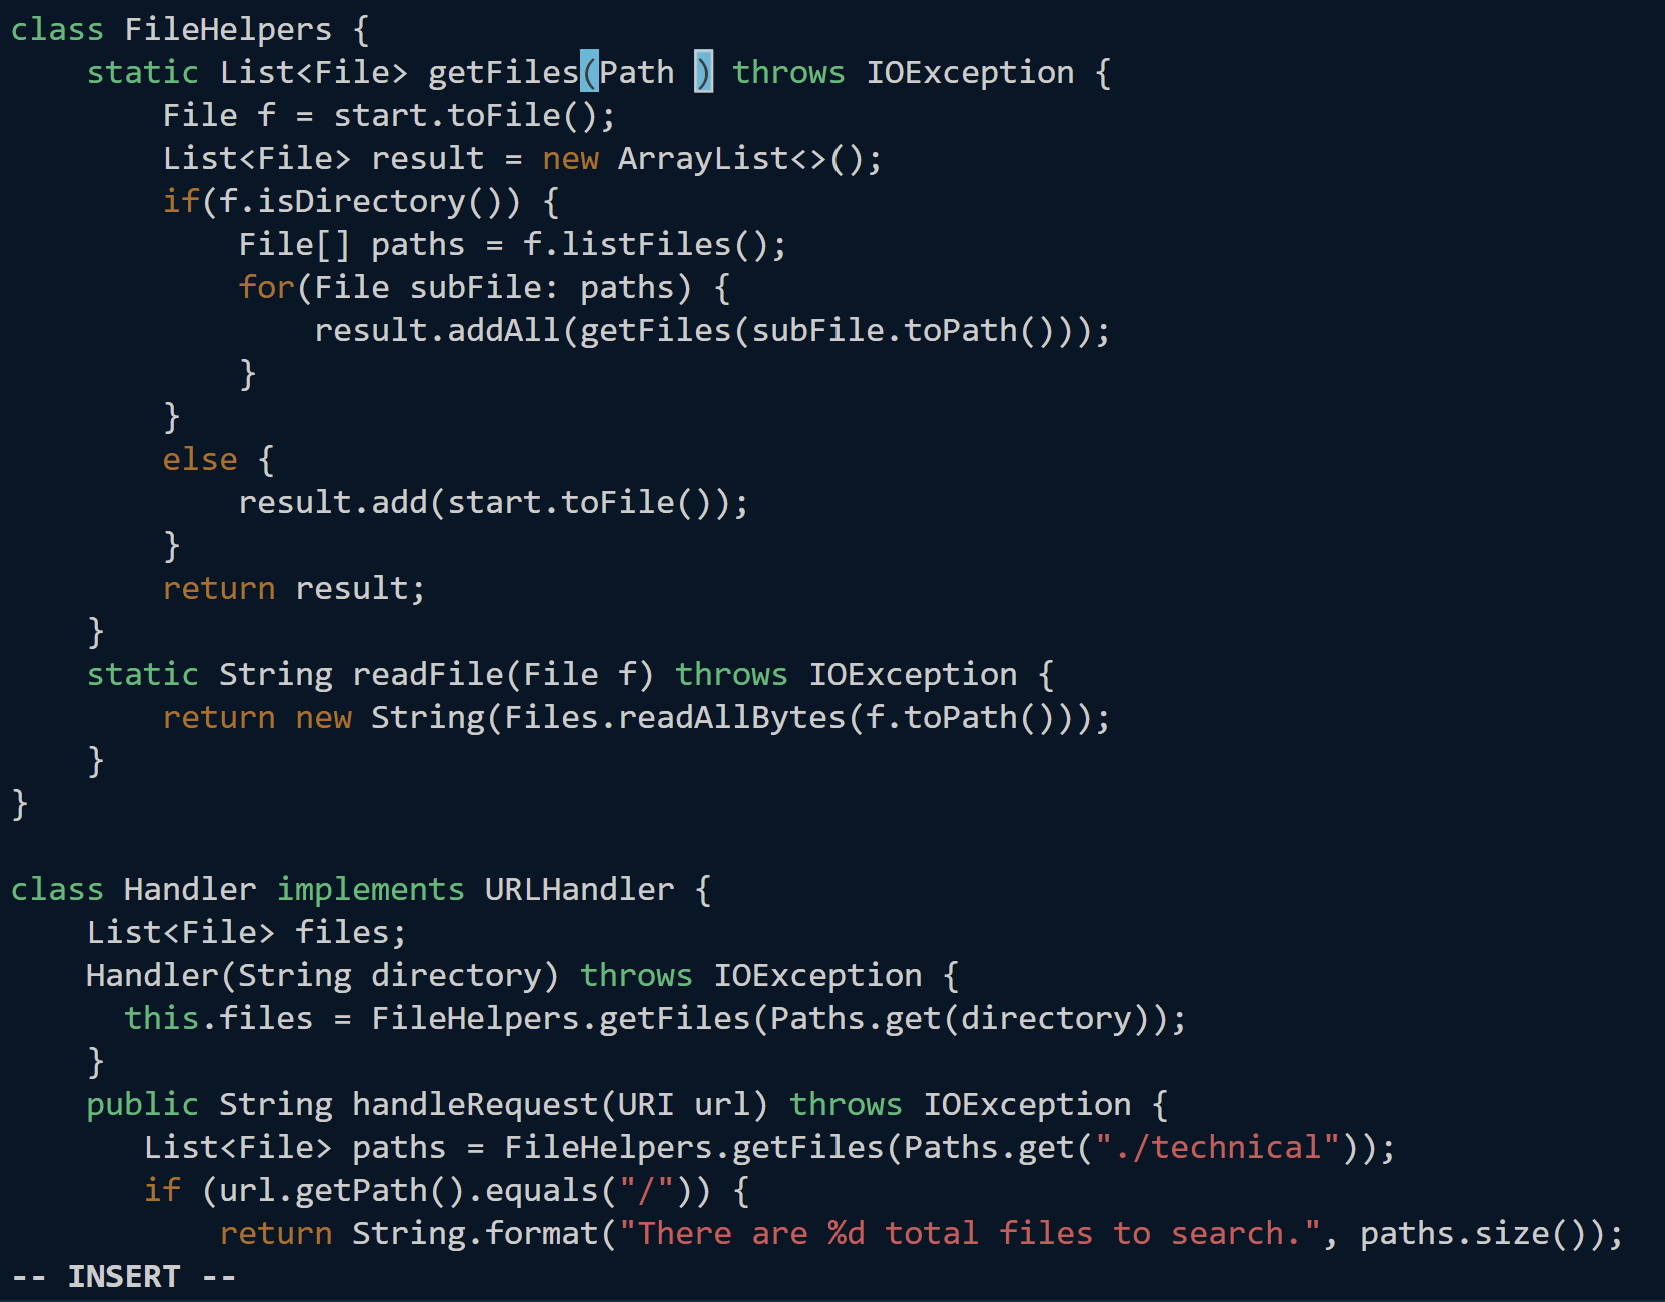 class FileHelpers {
    static List<File> getFiles(Path ) throws IOException {
        File f = start.toFile();
        List<File> result = new ArrayList<>();
        if(f.isDirectory()) {
            File[] paths = f.listFiles();
            for(File subFile: paths) {
                result.addAll(getFiles(subFile.toPath()));
            }
        }
        else {
            result.add(start.toFile());
        }
        return result;
    }
    static String readFile(File f) throws IOException {
        return new String(Files.readAllBytes(f.toPath()));
    }
}

class Handler implements URLHandler {
    List<File> files;
    Handler(String directory) throws IOException {
      this.files = FileHelpers.getFiles(Paths.get(directory));
    }
    public String handleRequest(URI url) throws IOException {
       List<File> paths = FileHelpers.getFiles(Paths.get("./technical"));
       if (url.getPath().equals("/")) {
           return String.format("There are %d total files to search.", paths.size());
-- INSERT --